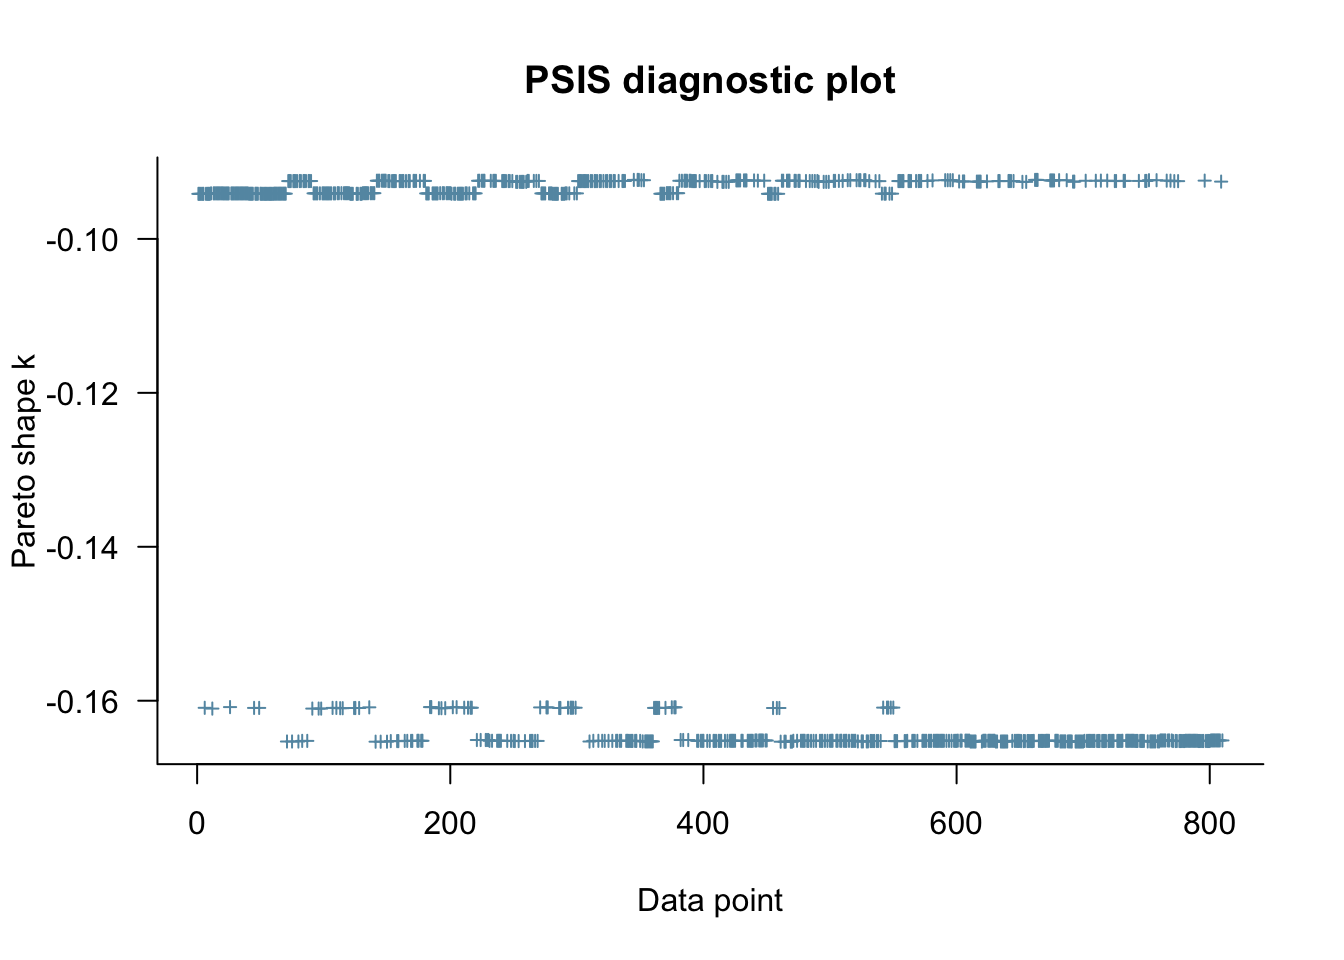 PSIS diagnostic plot
Pareto shape k
-0.10
-0.12
-0.14
-0.16
0 200 400 600 800
Data point